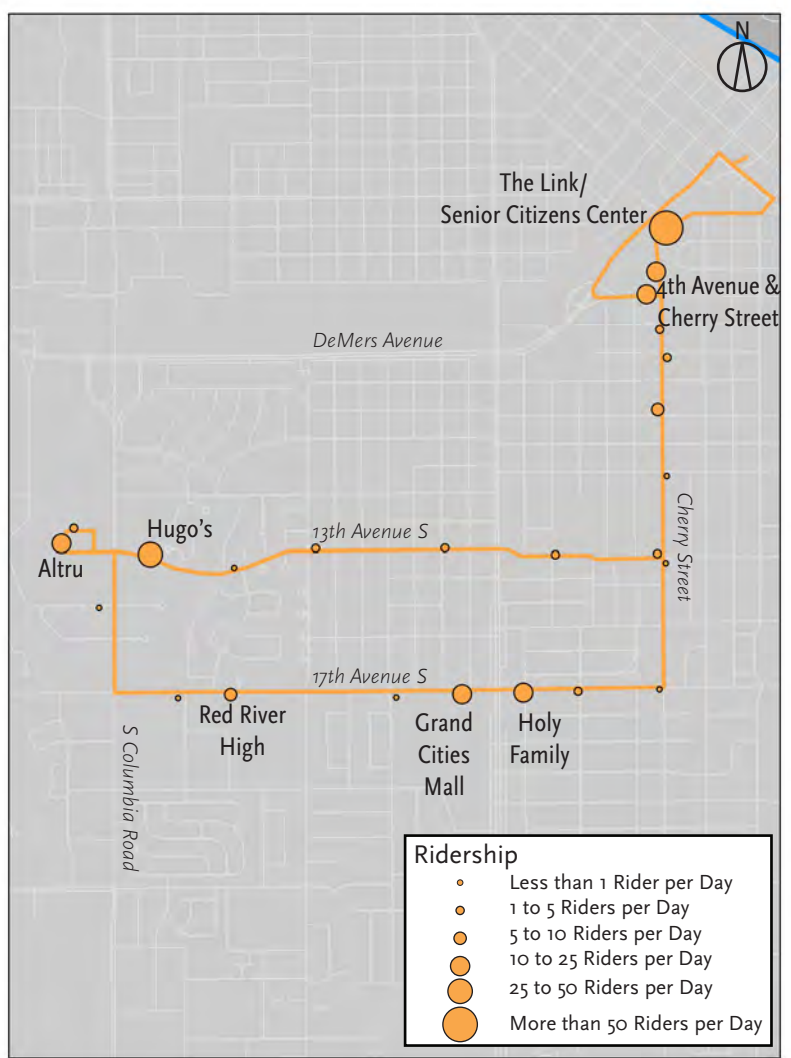 N
The Link/
Senior Citizens Center
4th Avenue &
Cherry Street
DeMers Avenue
Hugo's
13th Avenue S
Altru
Cherry Street
17th Avenue S
Red River
High
Grand
Cities
Mall
Holy
Family
S Columbia Road
Ridership
Less than 1 Rider per Day
1 to 5 Riders per Day
5 to 10 Riders per Day
10 to 25 Riders per Day
25 to 50 Riders per Day
More than 50 Riders per Day